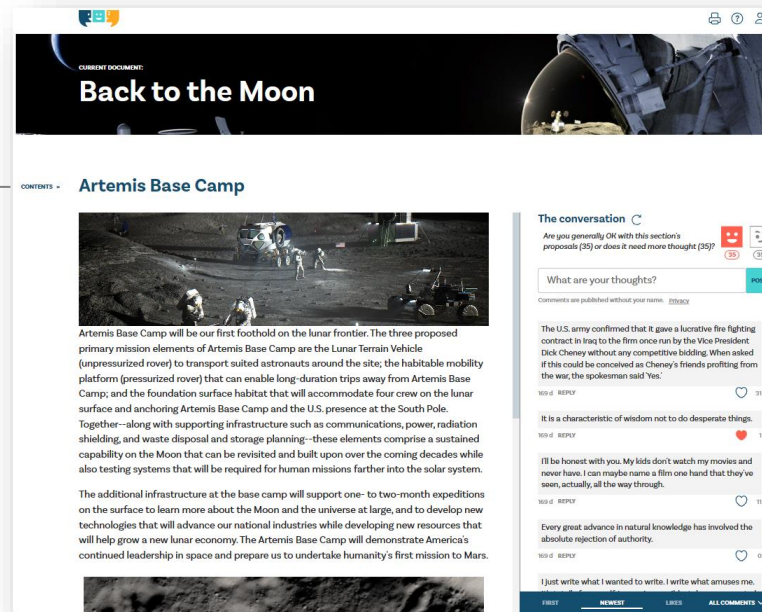 CURRENT DOCUMENT:
Back to the Moon
CONTENTS
Artemis Base Camp
Artemis Base Camp will be our first foothold on the lunar frontier. The three proposed
primary mission elements of Artemis Base Camp are the Lunar Terrain Vehicle
(unpressurized rover) to transport suited astronauts around the site; the habitable mobility
platform (pressurized rover) that can enable long-duration trips away from Artemis Base
Camp; and the foundation surface habitat that will accommodate four crew on the lunar
surface and anchoring Artemis Base Camp and the U.S. presence at the South Pole.
Together--along with supporting infrastructure such as communications, power, radiation
shielding, and waste disposal and storage planning--these elements comprise a sustained
capability on the Moon that can be revisited and built upon over the coming decades while
also testing systems that will be required for human missions farther into the solar system.
The additional infrastructure at the base camp will support one- to two-month expeditions
on the surface to learn more about the Moon and the universe at large, and to develop new
technologies that will advance our national industries while developing new resources that
will help grow a new lunar economy. The Artemis Base Camp will demonstrate America's
continued leadership in space and prepare us to undertake humanity's first mission to Mars.
The conversation
Are you generally OK with this section's
proposals (35) or does it need more thought (35)?
35
What are your thoughts?
Comments are published without your name. Privacy
The U.S. army confirmed that it gave a lucrative fire fighting
contract in Iraq to the firm once run by the Vice President
Dick Cheney without any competitive bidding. When asked
if this could be conceived as Cheney's friends profiting from
the war, the spokesman said 'Yes.'
169 d REPLY
It is a characteristic of wisdom not to do desperate things.
169 d REPLY
I'll be honest with you. My kids don't watch my movies and
never have. I can maybe name a film one hand that they've
seen, actually, all the way through.
169 d REPLY
Every great advance in natural knowledge has involved the
absolute rejection of authority.
169 d REPLY
I just write what I wanted to write. I write what amuses me.
FIRST NEWEST LIKES ALL COMMENTS